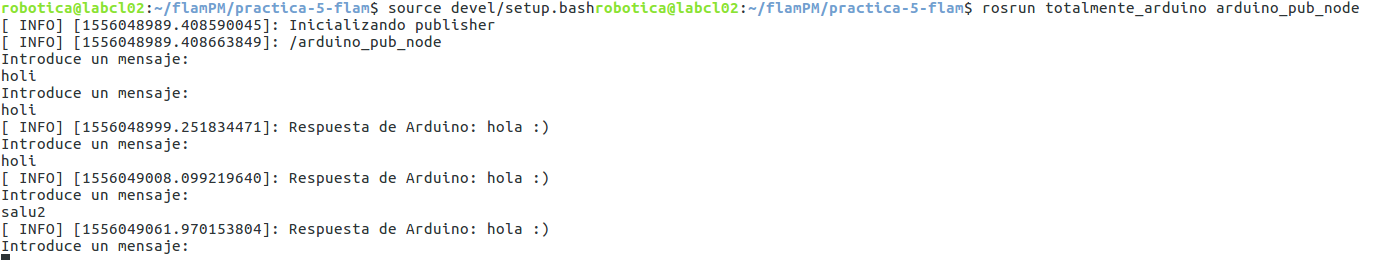 robotica@labcl02:~/flamPM/practica-5-flam$ source devel/setup.bashrobotica@labcl02:~/flamPM/practica-5-flam$ rosrun totalmente_arduino arduino_pub_node
[ INFO] [1556048989.408590045]: Inicializando publisher
[ INFO] [1556048989.408663849]: /arduino_pub_node
Introduce un mensaje:
holi
Introduce un mensaje:
holi
[ INFO] [1556048999.251834471]: Respuesta de Arduino: hola :)
Introduce un mensaje:
holi
[ INFO] [1556049008.099219640]: Respuesta de Arduino: hola :)
Introduce un mensaje:
salu2
[ INFO] [1556049061.970153804]: Respuesta de Arduino: hola :)
Introduce un mensaje: